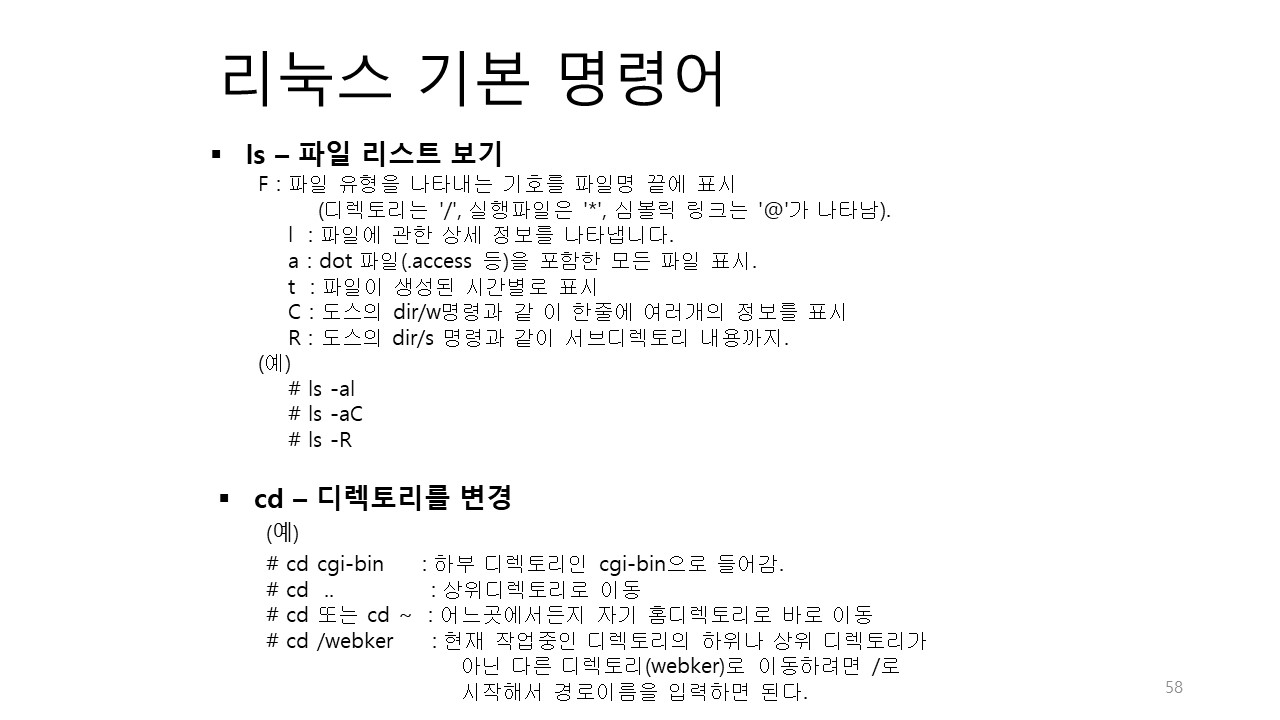 리눅스 기본 명령어
▪ ls – 파일 리스트 보기
F : 파일 유형을 나타내는 기호를 파일명 끝에 표시
(디렉토리는 '/', 실행파일은 '*', 심볼릭 링크는 '@'가 나타남).
l : 파일에 관한 상세 정보를 나타냅니다.
a : dot 파일(.access 등)을 포함한 모든 파일 표시.
t : 파일이 생성된 시간별로 표시
C : 도스의 dir/w명령과 같 이 한줄에 여러개의 정보를 표시
R : 도스의 dir/s 명령과 같이 서브디렉토리 내용까지.
(예)
# ls -al
# ls -aC
# ls -R
▪ cd – 디렉토리를 변경
(예)
# cd cgi-bin : 하부 디렉토리인 cgi-bin으로 들어감.
# cd .. : 상위디렉토리로 이동
# cd 또는 cd ~ : 어느곳에서든지 자기 홈디렉토리로 바로 이동
# cd /webker : 현재 작업중인 디렉토리의 하위나 상위 디렉토리가
아닌 다른 디렉토리(webker)로 이동하려면 /로
시작해서 경로이름을 입력하면 된다.
58